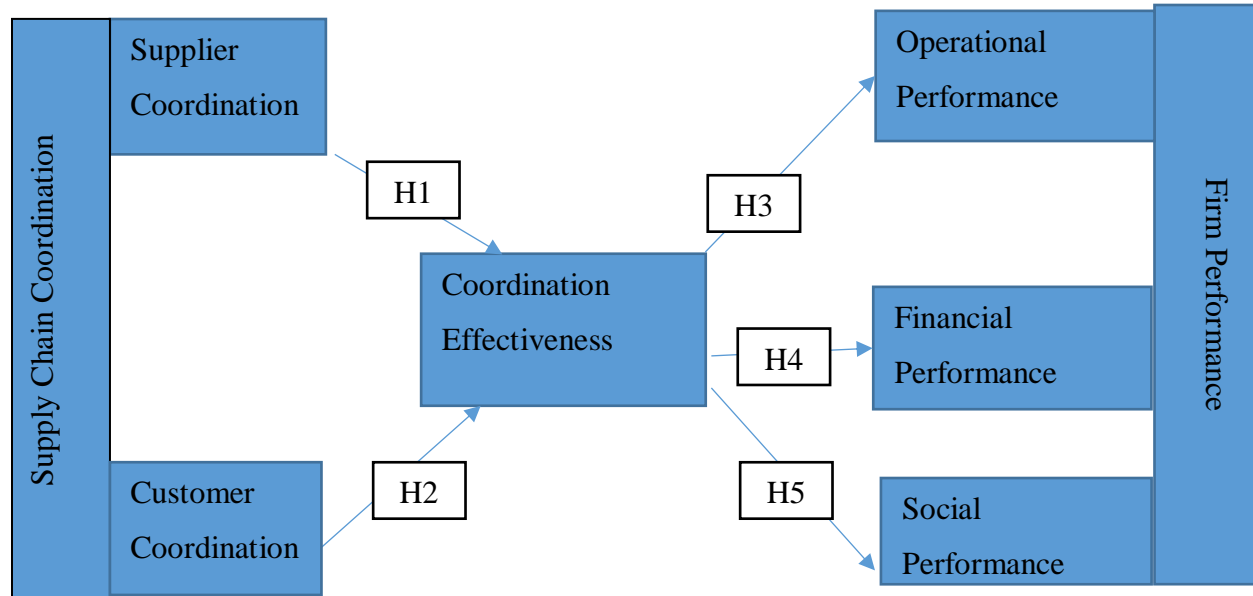 Supply Chain Coordination
Supplier
Coordination
Customer
Coordination
H1
H2
Coordination
Effectiveness
H3
H4
H5
Operational
Performance
Financial
Performance
Social
Performance
Firm Performance